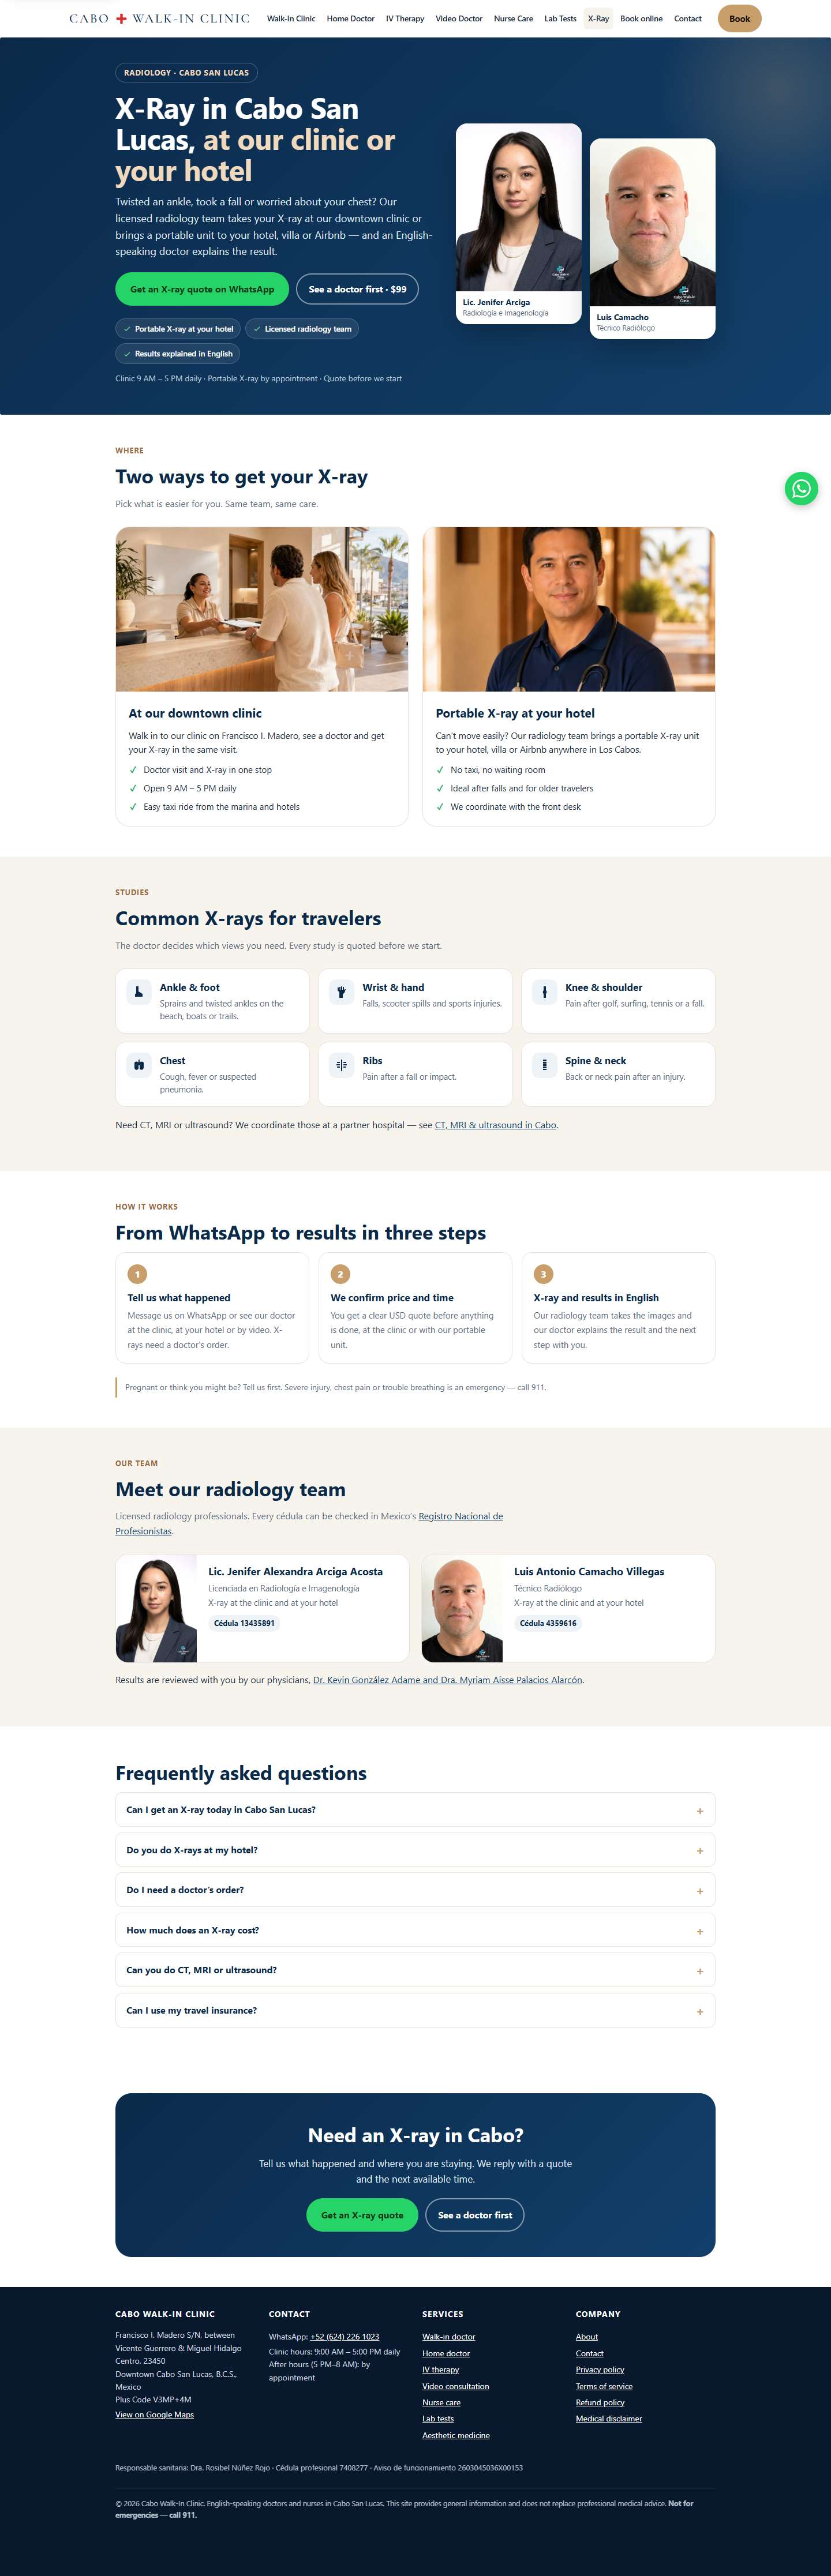 CABO WALK-IN CLINIC
Walk-In Clinic
Home Doctor
IV Therapy
Video Doctor
Nurse Care
Lab Tests
X-Ray
Book online
Contact
Book
RADIOLOGY · CABO SAN LUCAS
X-Ray in Cabo San
Lucas, at our clinic or
your hotel
Twisted an ankle, took a fall or worried about your chest? Our
licensed radiology team takes your X-ray at our downtown clinic or
brings a portable unit to your hotel, villa or Airbnb — and an English-
speaking doctor explains the result.
Get an X-ray quote on WhatsApp
See a doctor first · $99
✓ Portable X-ray at your hotel
✓ Licensed radiology team
✓ Results explained in English
Clinic 9 AM – 5 PM daily · Portable X-ray by appointment · Quote before we start
Lic. Jenifer Arciga
Radiología e Imagenología
Luis Camacho
Técnico Radiólogo
WHERE
Two ways to get your X-ray
Pick what is easier for you. Same team, same care.
At our downtown clinic
Walk in to our clinic on Francisco I. Madero, see a doctor and get
your X-ray in the same visit.
✓ Doctor visit and X-ray in one stop
✓ Open 9 AM – 5 PM daily
✓ Easy taxi ride from the marina and hotels
Portable X-ray at your hotel
Can't move easily? Our radiology team brings a portable X-ray unit
to your hotel, villa or Airbnb anywhere in Los Cabos.
✓ No taxi, no waiting room
✓ Ideal after falls and for older travelers
✓ We coordinate with the front desk
STUDIES
Common X-rays for travelers
The doctor decides which views you need. Every study is quoted before we start.
Ankle & foot
Sprains and twisted ankles on the
beach, boats or trails.
Wrist & hand
Falls, scooter spills and sports injuries.
Knee & shoulder
Pain after golf, surfing, tennis or a fall.
Chest
Cough, fever or suspected
pneumonia.
Ribs
Pain after a fall or impact.
Spine & neck
Back or neck pain after an injury.
Need CT, MRI or ultrasound? We coordinate those at a partner hospital — see CT, MRI & ultrasound in Cabo.
HOW IT WORKS
From WhatsApp to results in three steps
1
Tell us what happened
Message us on WhatsApp or see our doctor
at the clinic, at your hotel or by video. X-
rays need a doctor's order.
2
We confirm price and time
You get a clear USD quote before anything
is done, at the clinic or with our portable
unit.
3
X-ray and results in English
Our radiology team takes the images and
our doctor explains the result and the next
step with you.
Pregnant or think you might be? Tell us first. Severe injury, chest pain or trouble breathing is an emergency — call 911.
OUR TEAM
Meet our radiology team
Licensed radiology professionals. Every cédula can be checked in Mexico's Registro Nacional de
Profesionistas.
Lic. Jenifer Alexandra Arciga Acosta
Licenciada en Radiología e Imagenología
X-ray at the clinic and at your hotel
Cédula 13435891
Luis Antonio Camacho Villegas
Técnico Radiólogo
X-ray at the clinic and at your hotel
Cédula 4359616
Results are reviewed with you by our physicians, Dr. Kevin González Adame and Dra. Myriam Aisse Palacios Alarcón.
Frequently asked questions
Can I get an X-ray today in Cabo San Lucas? +
Do you do X-rays at my hotel? +
Do I need a doctor's order? +
How much does an X-ray cost? +
Can you do CT, MRI or ultrasound? +
Can I use my travel insurance? +
Need an X-ray in Cabo?
Tell us what happened and where you are staying. We reply with a quote
and the next available time.
Get an X-ray quote
See a doctor first
CABO WALK-IN CLINIC
Francisco I. Madero S/N, between
Vicente Guerrero & Miguel Hidalgo
Centro, 23450
Downtown Cabo San Lucas, B.C.S.,
Mexico
Plus Code V3MP+4M
View on Google Maps
CONTACT
WhatsApp: +52 (624) 226 1023
Clinic hours: 9:00 AM – 5:00 PM daily
After hours (5 PM–8 AM): by
appointment
SERVICES
Walk-in doctor
Home doctor
IV therapy
Video consultation
Nurse care
Lab tests
Aesthetic medicine
COMPANY
About
Contact
Privacy policy
Terms of service
Refund policy
Medical disclaimer
Responsable sanitaria: Dra. Rosibel Núñez Rojo · Cédula profesional 7408277 · Aviso de funcionamiento 2603045036X00153
© 2026 Cabo Walk-In Clinic. English-speaking doctors and nurses in Cabo San Lucas. This site provides general information and does not replace professional medical advice. Not for
emergencies — call 911.